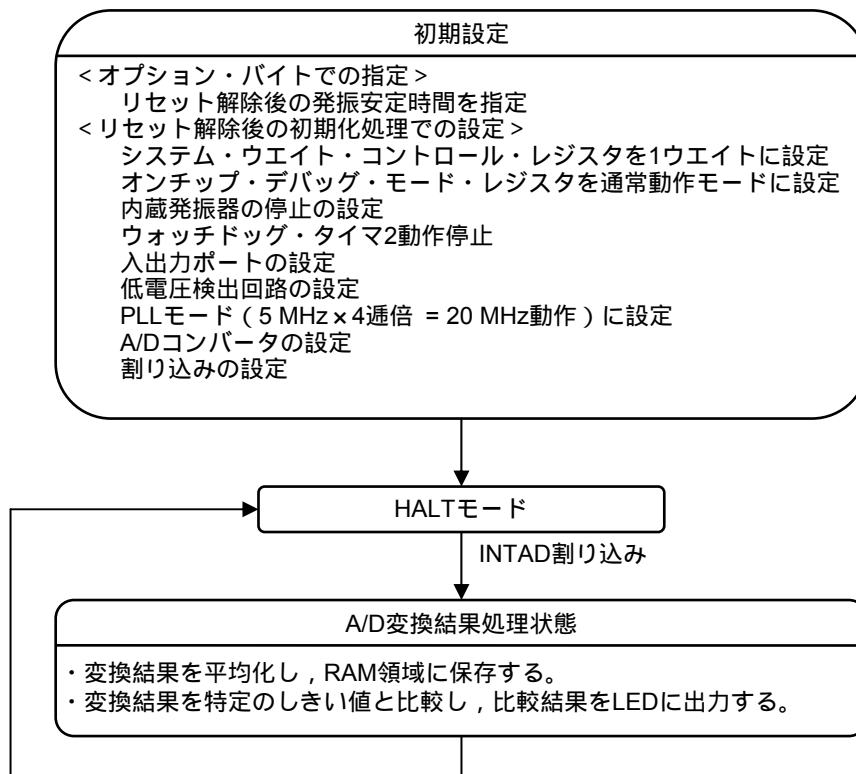 初期設定
＜オプション・バイトでの指定＞
リセット解除後の発振安定時間を指定
＜リセット解除後の初期化処理での設定＞
システム・ウエイト・コントロール・レジスタを1ウエイトに設定
オンチップ・デバッグ・モード・レジスタを通常動作モードに設定
内蔵発振器の停止の設定
ウォッチドッグ・タイマ2動作停止
入出力ポートの設定
低電圧検出回路の設定
PLLモード（5 MHz×4逓倍 = 20 MHz動作）に設定
A/Dコンバータの設定
割り込みの設定
HALTモード
INTAD割り込み
A/D変換結果処理状態
・変換結果を平均化し，RAM領域に保存する。
・変換結果を特定のしきい値と比較し，比較結果をLEDに出力する。